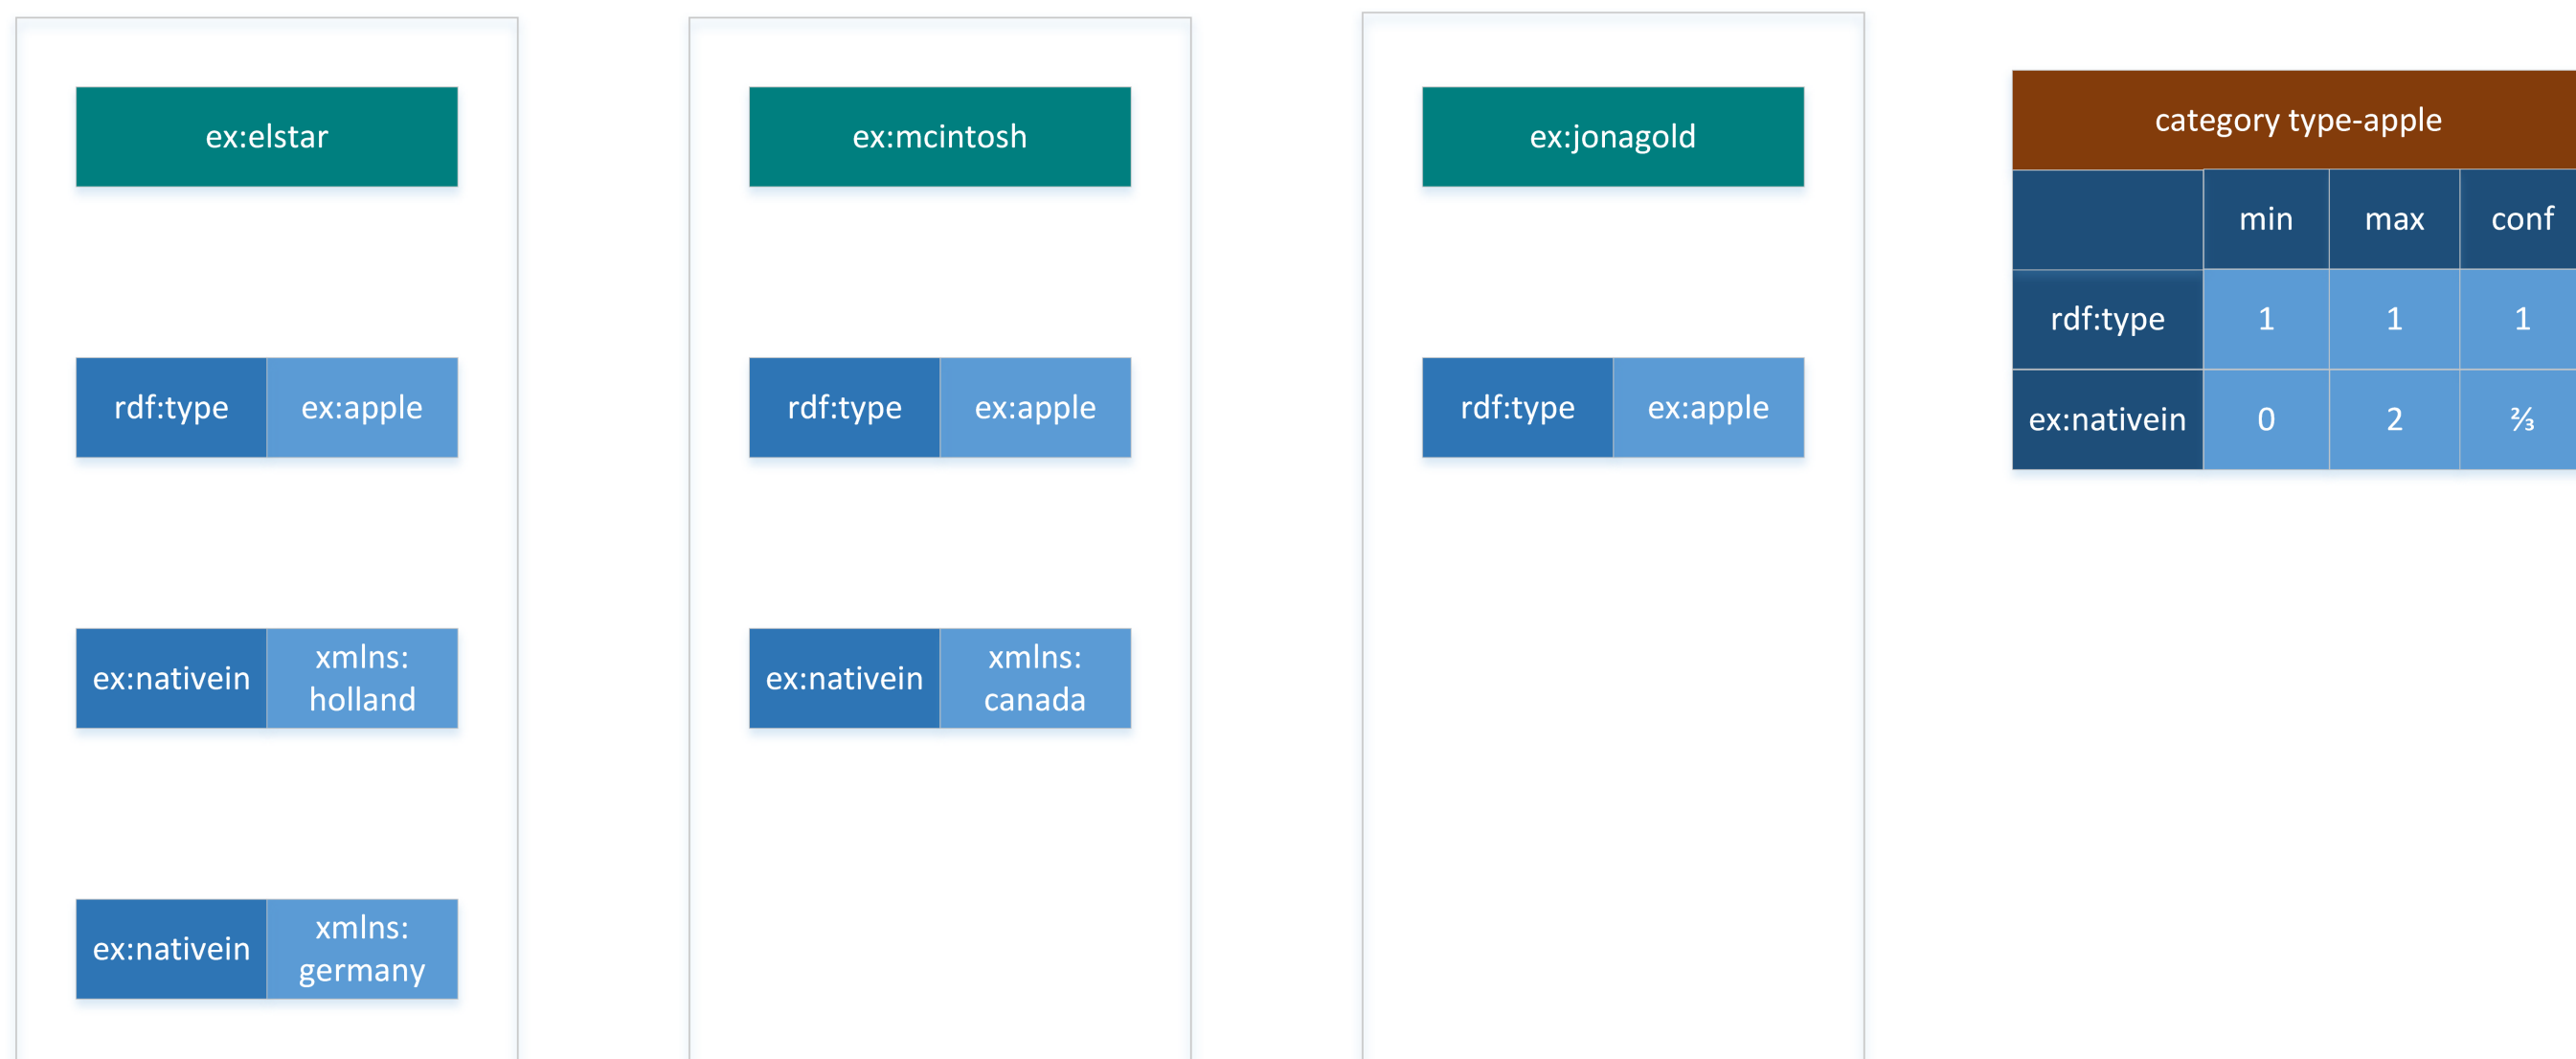 ex:elstar
rdf:type ex:apple
ex:nativein xmlns:
holland
ex:nativein xmlns:
germany
ex:mcintosh
rdf:type ex:apple
ex:nativein xmlns:
canada
ex:jonagold
rdf:type ex:apple
category type-apple
min max conf
rdf:type 1 1 1
ex:nativein 0 2 ⅔